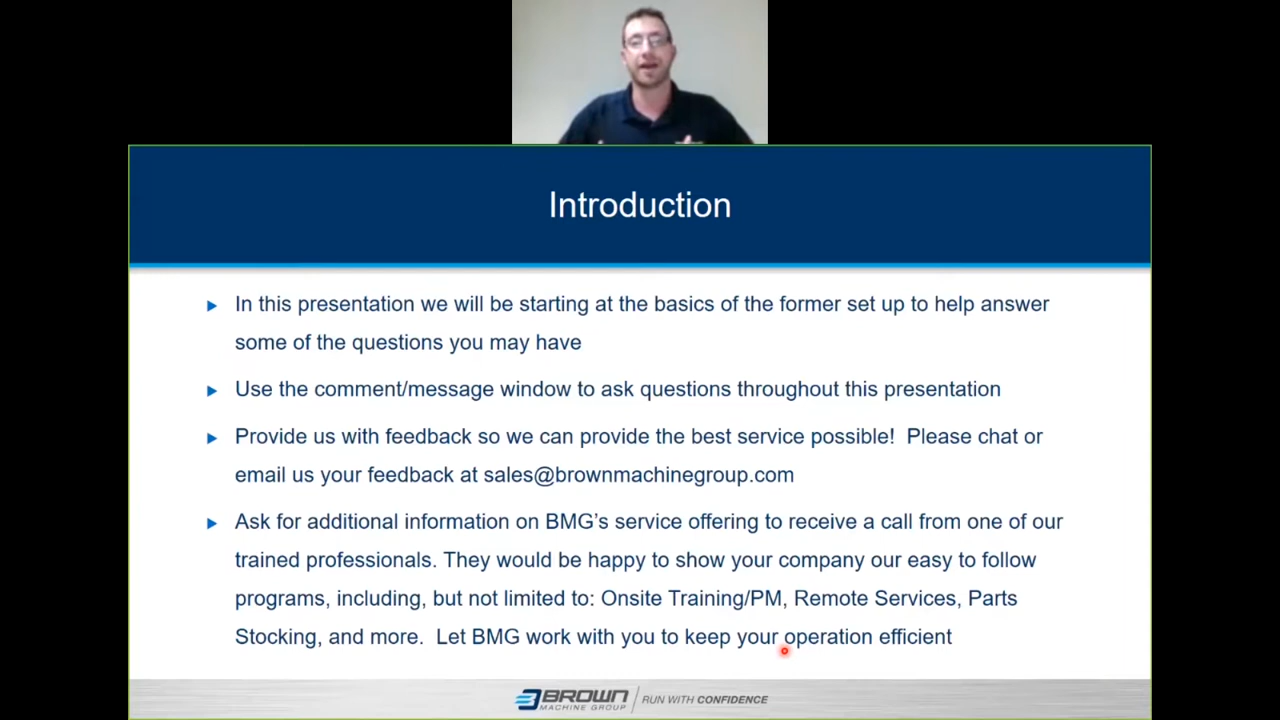 Introduction
In this presentation we will be starting at the basics of the former set up to help answer
some of the questions you may have
Use the comment/message window to ask questions throughout this presentation
Provide us with feedback so we can provide the best service possible!  Please chat or
email us your feedback at sales@brownmachinegroup.com
Ask for additional information on BMG’s service offering to receive a call from one of our
trained professionals. They would be happy to show your company our easy to follow
programs, including, but not limited to: Onsite Training/PM, Remote Services, Parts
Stocking, and more.  Let BMG work with you to keep your operation efficient
BROWN
MACHINE GROUP
RUN WITH CONFIDENCE